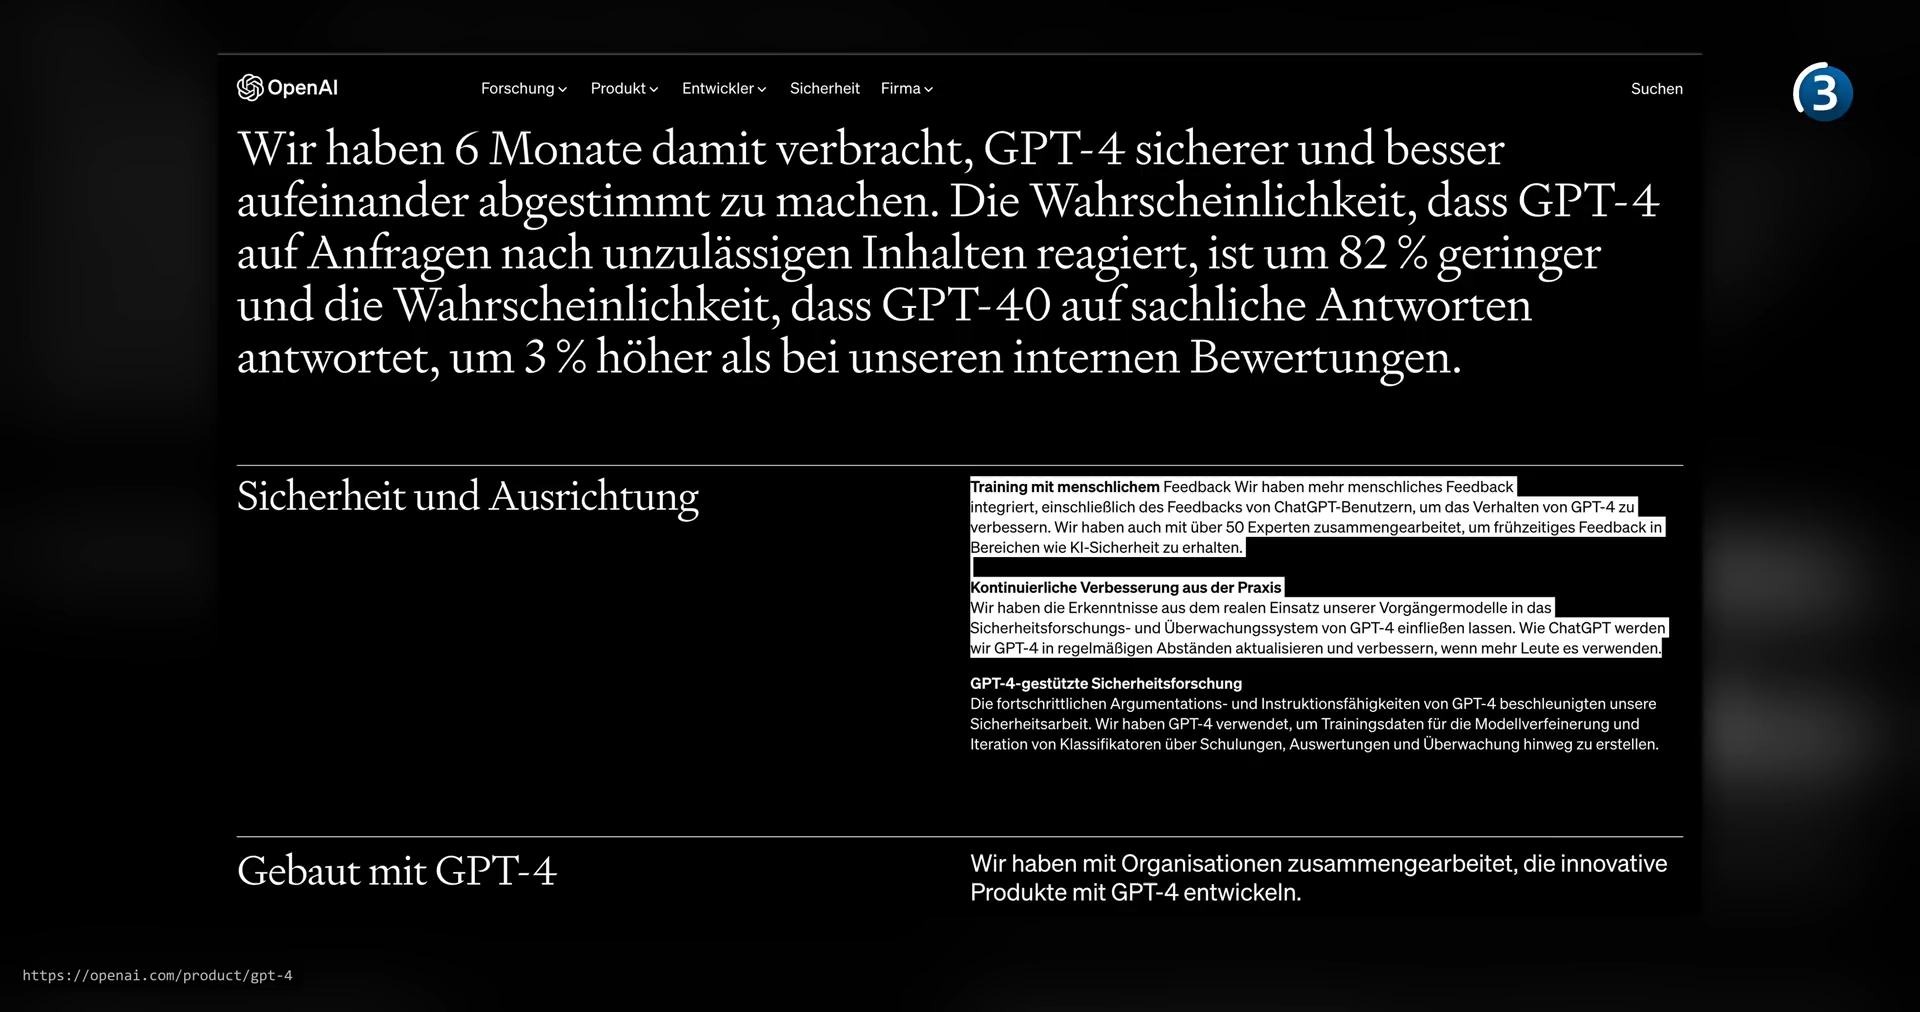 OpenAI
Forschung
Produkt
Entwickler
Sicherheit
Firma
Suchen
3
Wir haben 6 Monate damit verbracht, GPT-4 sicherer und besser
aufeinander abgestimmt zu machen. Die Wahrscheinlichkeit, dass GPT-4
auf Anfragen nach unzulässigen Inhalten reagiert, ist um 82 % geringer
und die Wahrscheinlichkeit, dass GPT-40 auf sachliche Antworten
antwortet, um 3 % höher als bei unseren internen Bewertungen.
Sicherheit und Ausrichtung
Training mit menschlichem Feedback Wir haben mehr menschliches Feedback
integriert, einschließlich des Feedbacks von ChatGPT-Benutzern, um das Verhalten von GPT-4 zu
verbessern. Wir haben auch mit über 50 Experten zusammengearbeitet, um frühzeitiges Feedback in
Bereichen wie KI-Sicherheit zu erhalten.
Kontinuierliche Verbesserung aus der Praxis
Wir haben die Erkenntnisse aus dem realen Einsatz unserer Vorgängermodelle in das
Sicherheitsforschungs- und Überwachungssystem von GPT-4 einfließen lassen. Wie ChatGPT werden
wir GPT-4 in regelmäßigen Abständen aktualisieren und verbessern, wenn mehr Leute es verwenden.
GPT-4-gestützte Sicherheitsforschung
Die fortschrittlichen Argumentations- und Instruktionsfähigkeiten von GPT-4 beschleunigten unsere
Sicherheitsarbeit. Wir haben GPT-4 verwendet, um Trainingsdaten für die Modellverfeinerung und
Iteration von Klassifikatoren über Schulungen, Auswertungen und Überwachung hinweg zu erstellen.
Gebaut mit GPT-4
Wir haben mit Organisationen zusammengearbeitet, die innovative
Produkte mit GPT-4 entwickeln.
https://openai.com/product/gpt-4